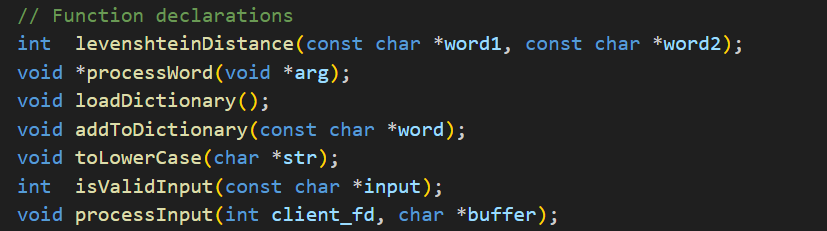 // Function declarations
int  levenshteinDistance(const char *word1, const char *word2);
void *processWord(void *arg);
void loadDictionary();
void addToDictionary(const char *word);
void toLowerCase(char *str);
int  isValidInput(const char *input);
void processInput(int client_fd, char *buffer);